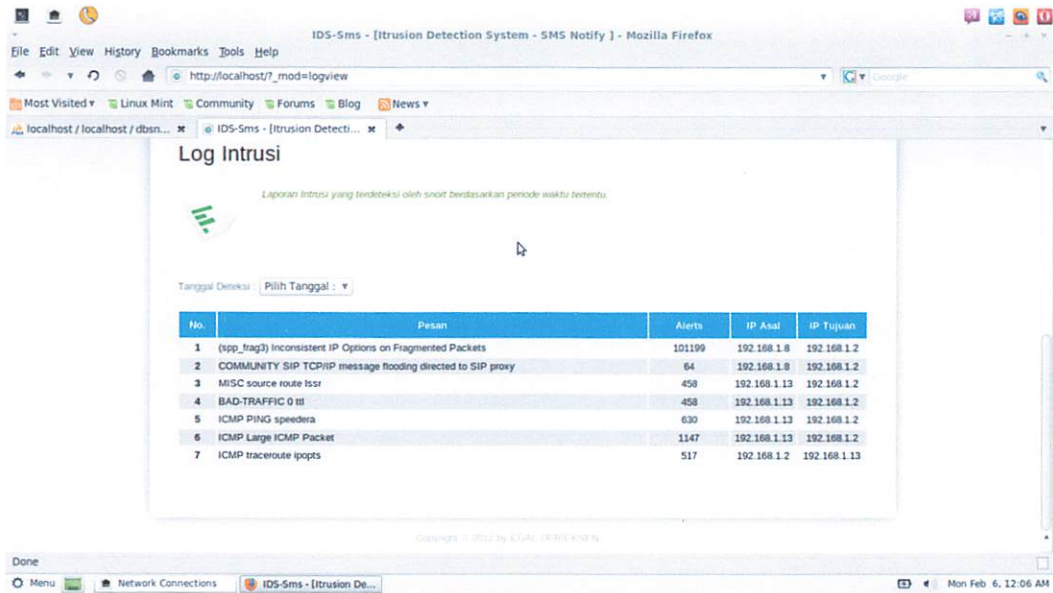 IDS-Sms - [Itrusion Detection System - SMS Notify ] - Mozilla Firefox
File Edit View History Bookmarks Tools Help
http://localhost/?_mod=logview
Google
Most Visited Linux Mint Community Forums Blog News
localhost / localhost / dbsn... IDS-Sms - [Itrusion Detecti...
Log Intrusi
Laporan Intrusi yang terdeteksi oleh snort berdasarkan periode waktu tertentu.
Tanggal Deteksi : Pilih Tanggal :
No. Pesan Alerts IP Asal IP Tujuan
1 (spp_frag3) Inconsistent IP Options on Fragmented Packets 101199 192.168.1.8 192.168.1.2
2 COMMUNITY SIP TCP/IP message flooding directed to SIP proxy 64 192.168.1.8 192.168.1.2
3 MISC source route lssr 458 192.168.1.13 192.168.1.2
4 BAD-TRAFFIC 0 ttl 458 192.168.1.13 192.168.1.2
5 ICMP PING speedera 630 192.168.1.13 192.168.1.2
6 ICMP Large ICMP Packet 1147 192.168.1.13 192.168.1.2
7 ICMP traceroute ipopts 517 192.168.1.2 192.168.1.13
Copyright © 2012 by
Done
Menu Network Connections IDS-Sms - [Itrusion De... Mon Feb 6, 12:06 AM